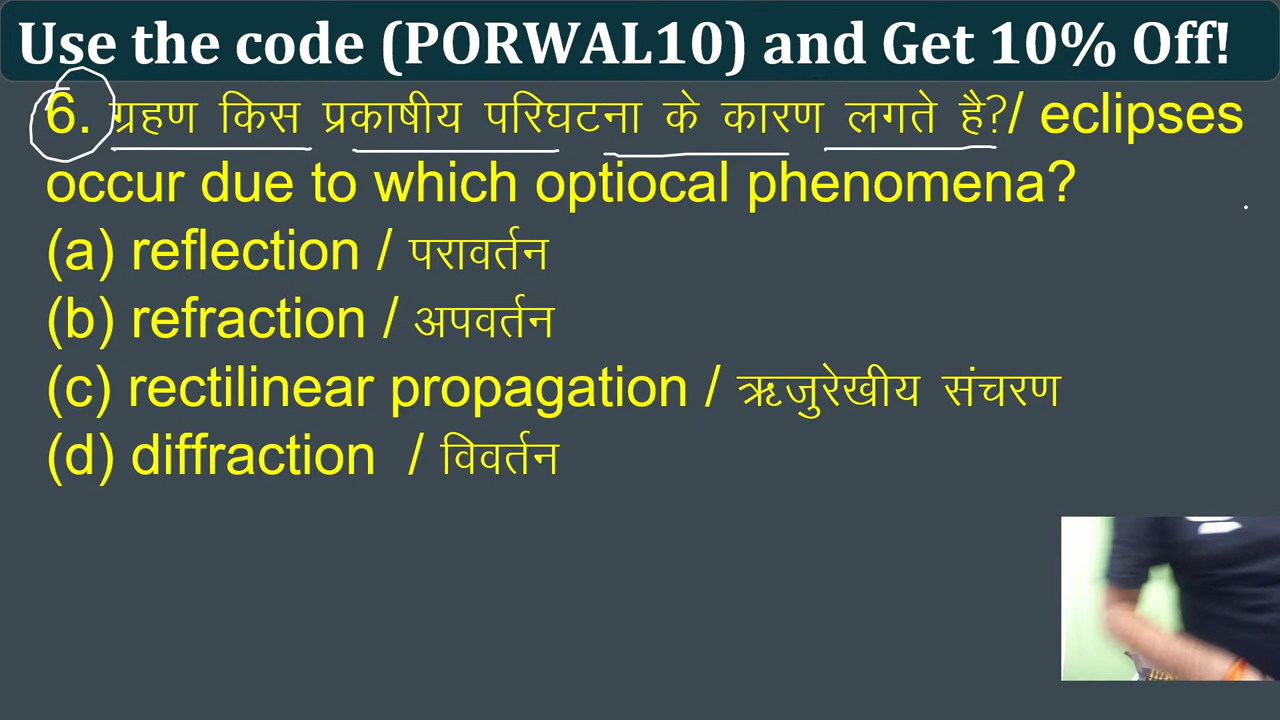 Use the code (PORWAL10) and Get 10% Off!
6. ग्रहण किस प्रकाषीय परिघटना के कारण लगते है?/ eclipses
occur due to which optiocal phenomena?
(a) reflection / परावर्तन
(b) refraction / अपवर्तन
(c) rectilinear propagation / ऋजुरेखीय संचरण
(d) diffraction / विवर्तन